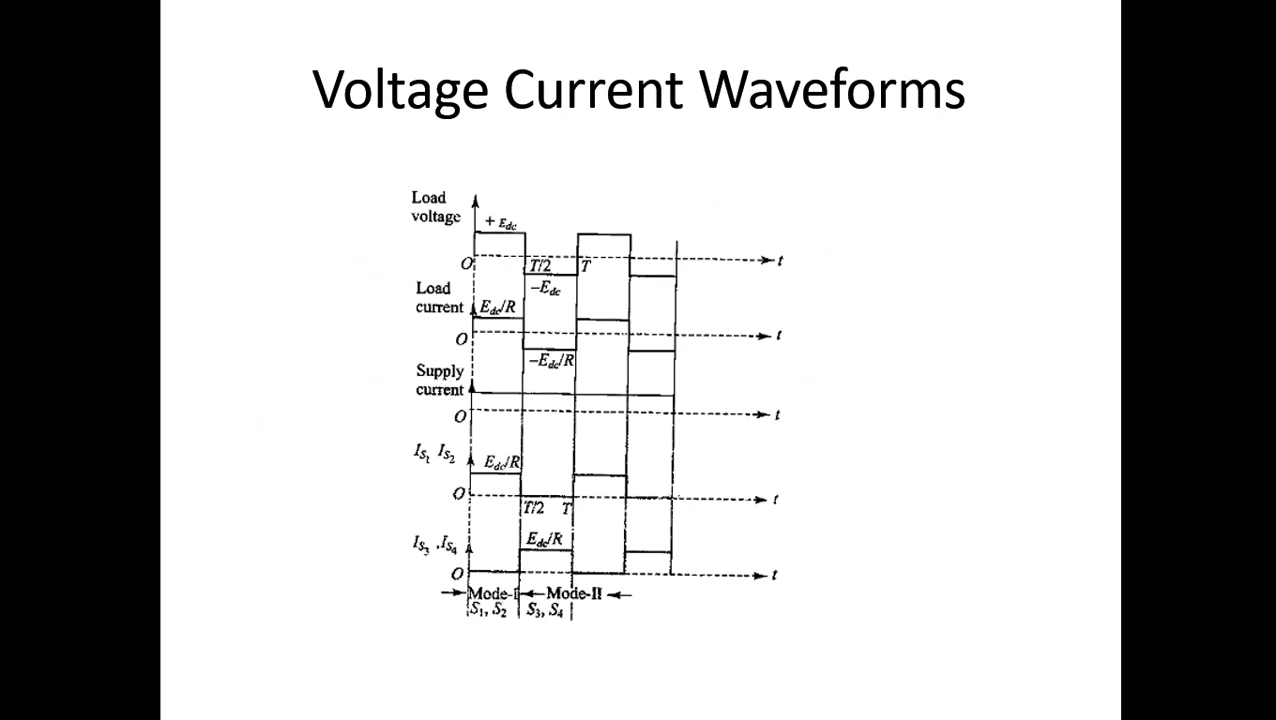 Voltage Current Waveforms
Load
voltage
+ Edc
O
T/2
T
t
−Edc
Load
current
Edc/R
O
t
−Edc/R
Supply
current
O
t
IS1 IS2
Edc/R
O
T/2
T
t
IS3 .IS4
Edc/R
O
t
Mode-I
Mode-II
S1, S2
S3, S4